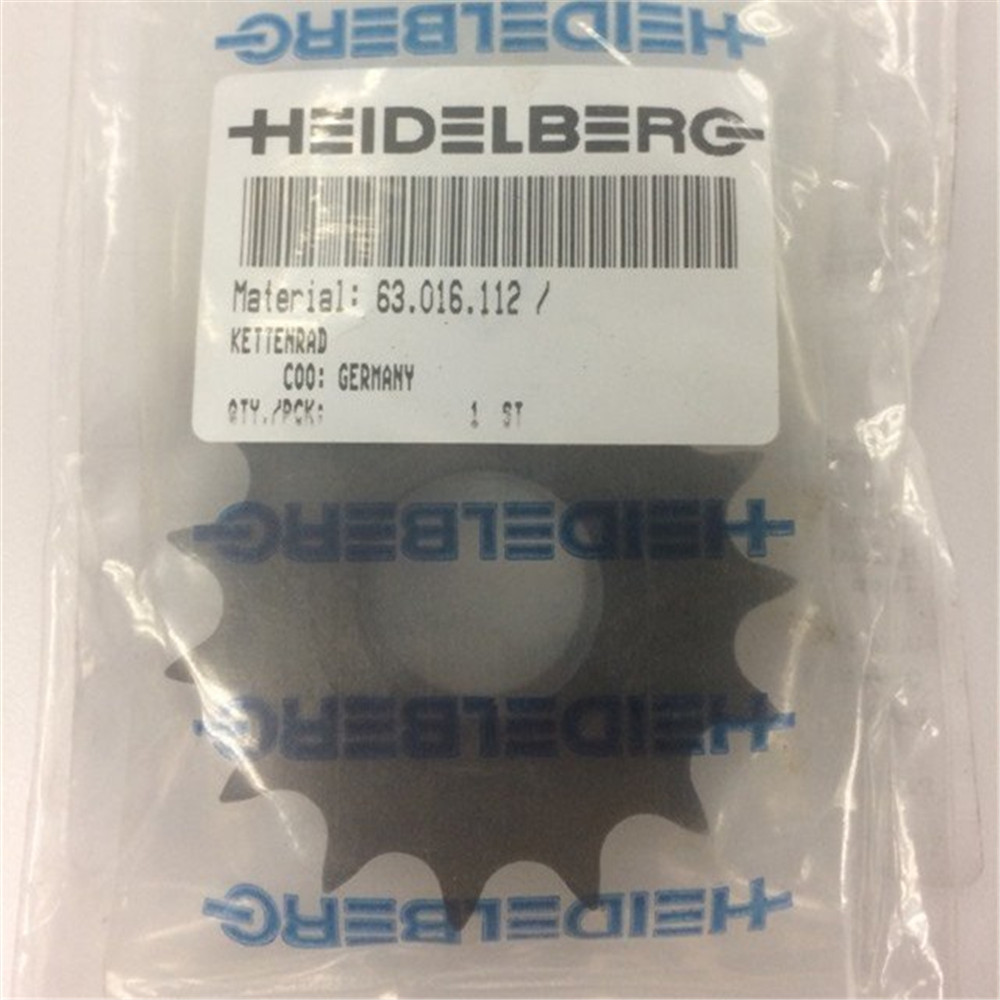 HEIDELBERG
HEIDELBERG
Material: 63.016.112 /
KETTENRAD
COO: GERMANY
QTY./PCK: 1 ST
HEIDELBERG
HEIDELBERG
HEIDELBERG